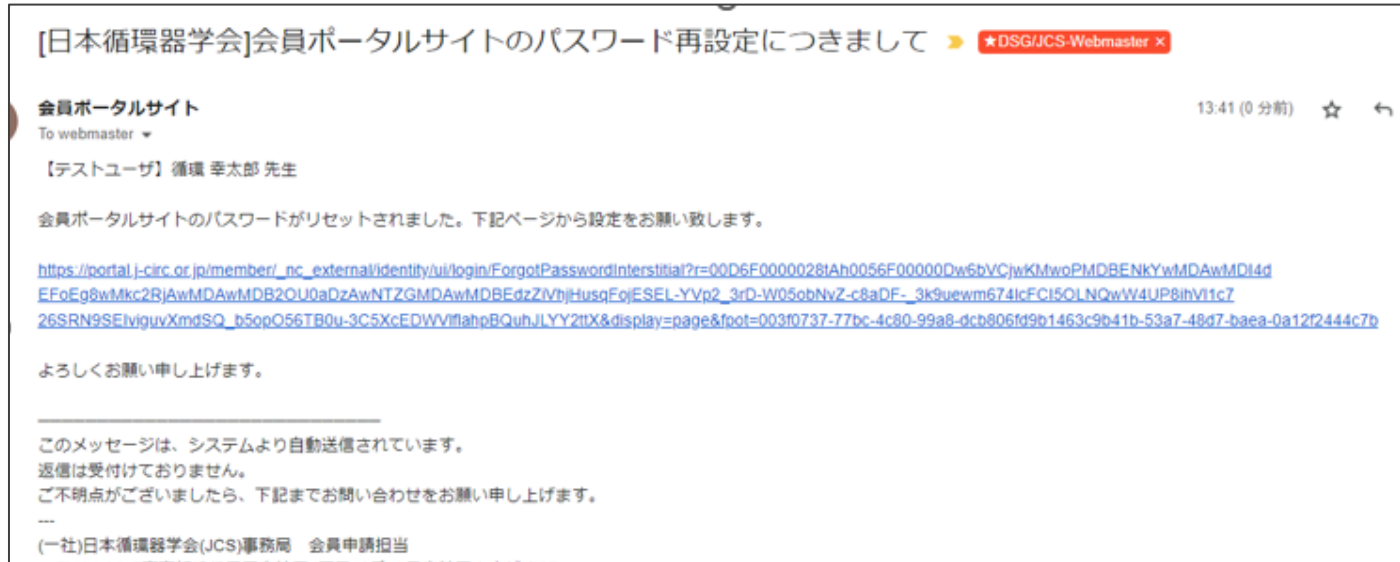 [日本循環器学会]会員ポータルサイトのパスワード再設定につきまして ★DSG/JCS-Webmaster ×
会員ポータルサイト 13:41 (0 分前)
To webmaster
【テストユーザ】循環 幸太郎 先生
会員ポータルサイトのパスワードがリセットされました。下記ページから設定をお願い致します。
https://portal.j-circ.or.jp/member/_nc_external/identity/ui/login/ForgotPasswordInterstitial?r=00D6F0000028tAh0056F00000Dw6bVCjwKMwoPMDBENkYwMDAwMDI4d
EFoEg8wMkc2RjAwMDAwMDB2OU0aDzAwNTZGMDAwMDBEdzZiVhjHusqFojESEL-YVp2_3rD-W05obNvZ-c8aDF-_3k9uewm674IcFCI5OLNQwW4UP8ihVI1c7
26SRN9SEIviguvXmdSQ_b5opO56TB0u-3C5XcEDWVIflahpBQuhJLYY2ttX&display=page&fpot=003f0737-77bc-4c80-99a8-dcb806fd9b1463c9b41b-53a7-48d7-baea-0a12f2444c7b
よろしくお願い申し上げます。
このメッセージは、システムより自動送信されています。
返信は受付けておりません。
ご不明点がございましたら、下記までお問い合わせをお願い申し上げます。
---
(一社)日本循環器学会(JCS)事務局 会員申請担当